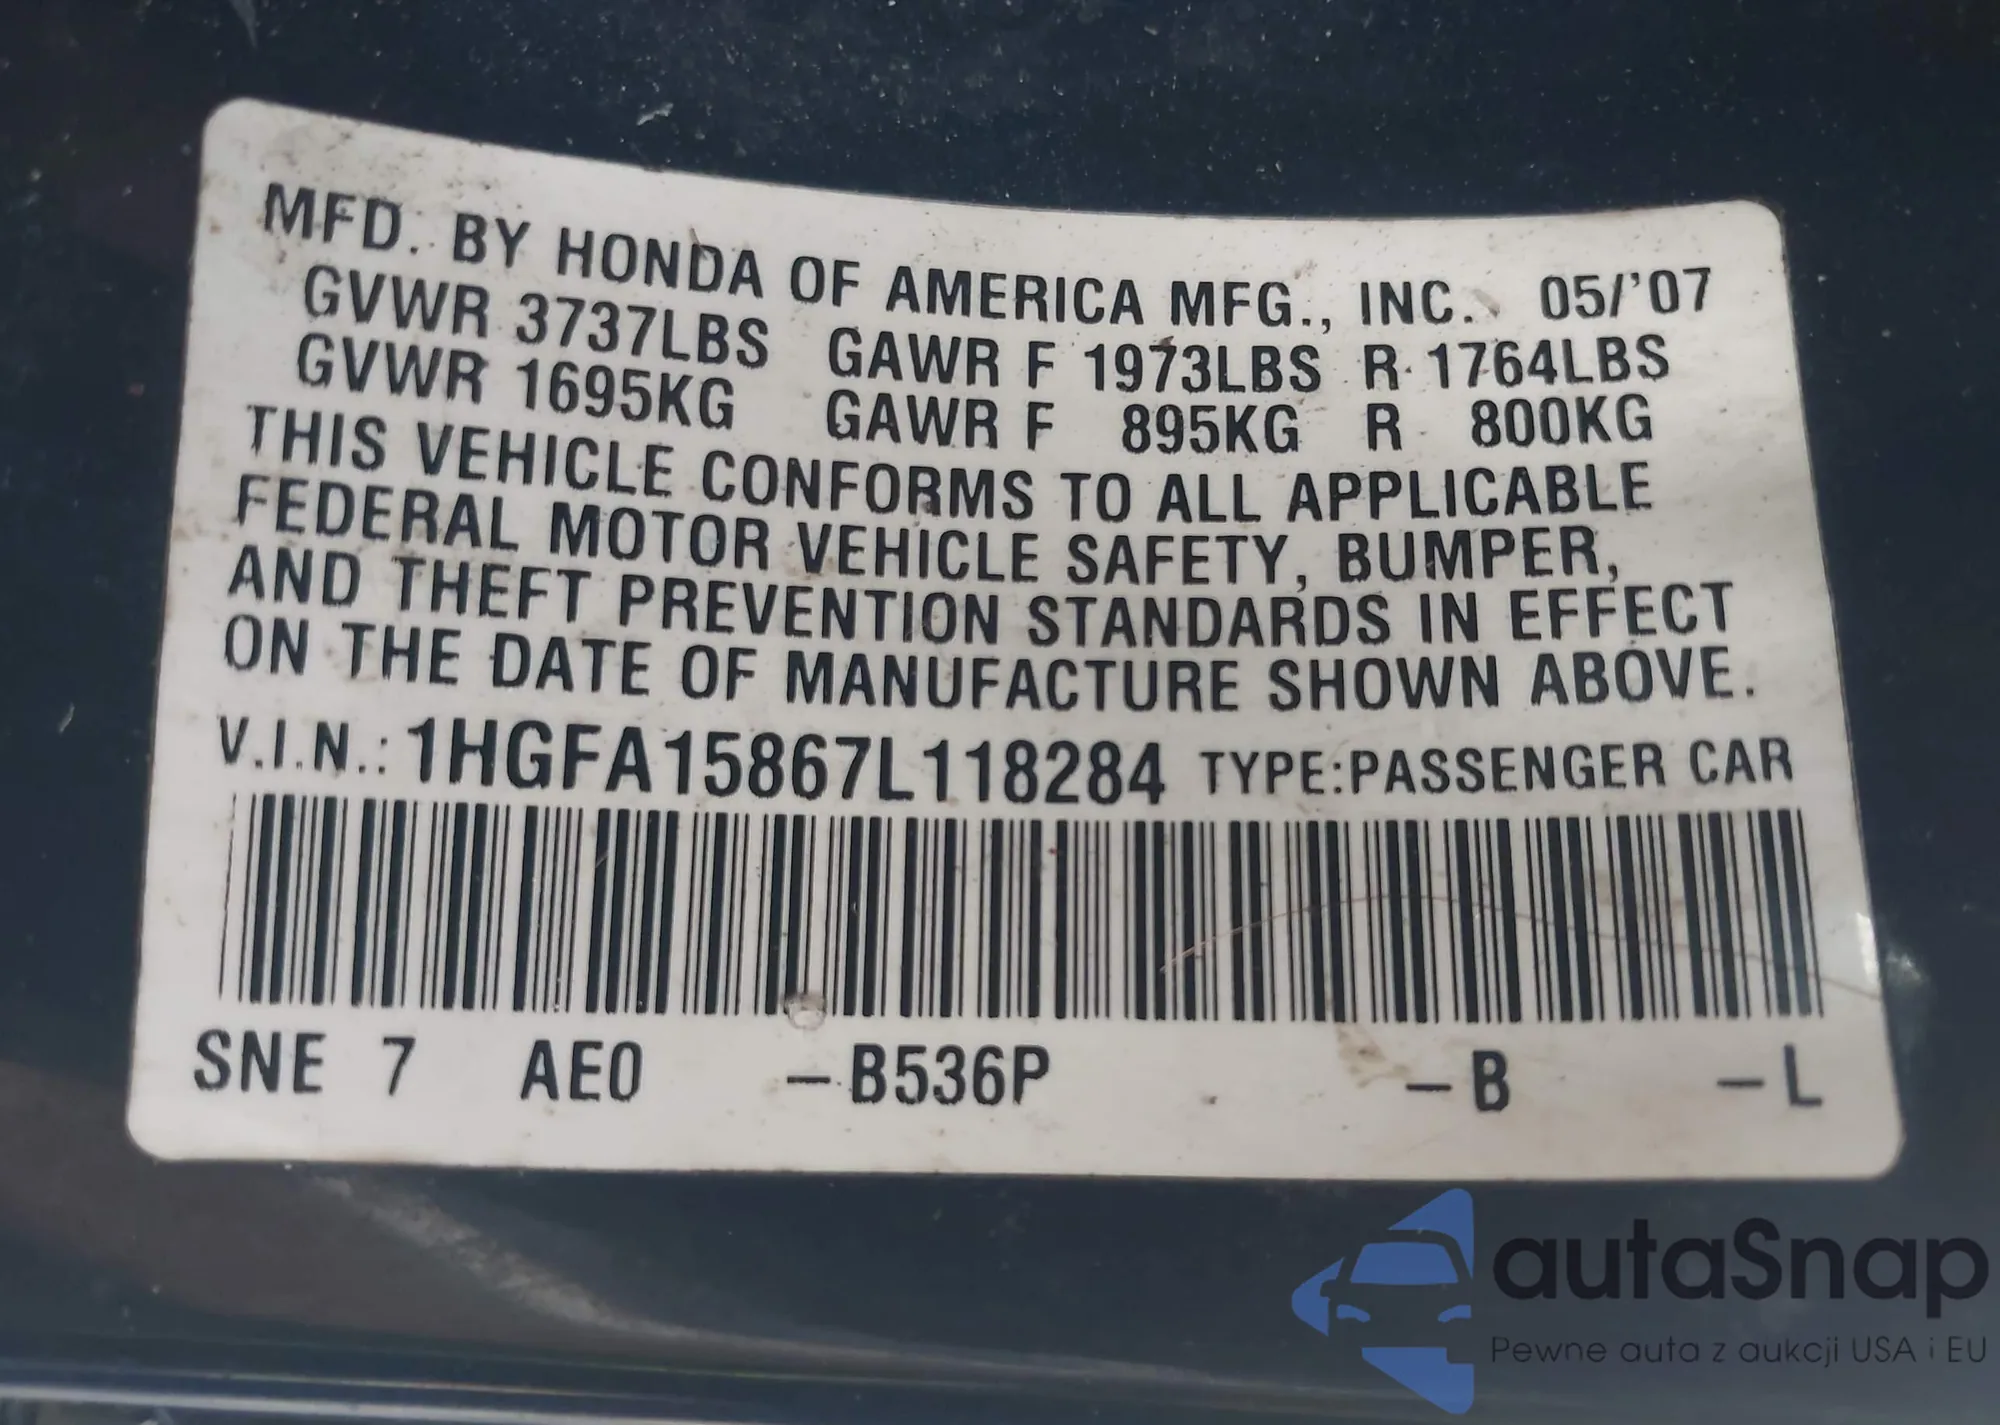 MFD. BY HONDA OF AMERICA MFG., INC. 05/'07
GVWR 3737LBS GAWR F 1973LBS R 1764LBS
GVWR 1695KG GAWR F 895KG R 800KG
THIS VEHICLE CONFORMS TO ALL APPLICABLE
FEDERAL MOTOR VEHICLE SAFETY, BUMPER,
AND THEFT PREVENTION STANDARDS IN EFFECT
ON THE DATE OF MANUFACTURE SHOWN ABOVE.
V.I.N.: 1HGFA15867L118284 TYPE:PASSENGER CAR
SNE 7 AE0 –B536P –B –L
autaSnap
Pewne auta z aukcji USA i EU